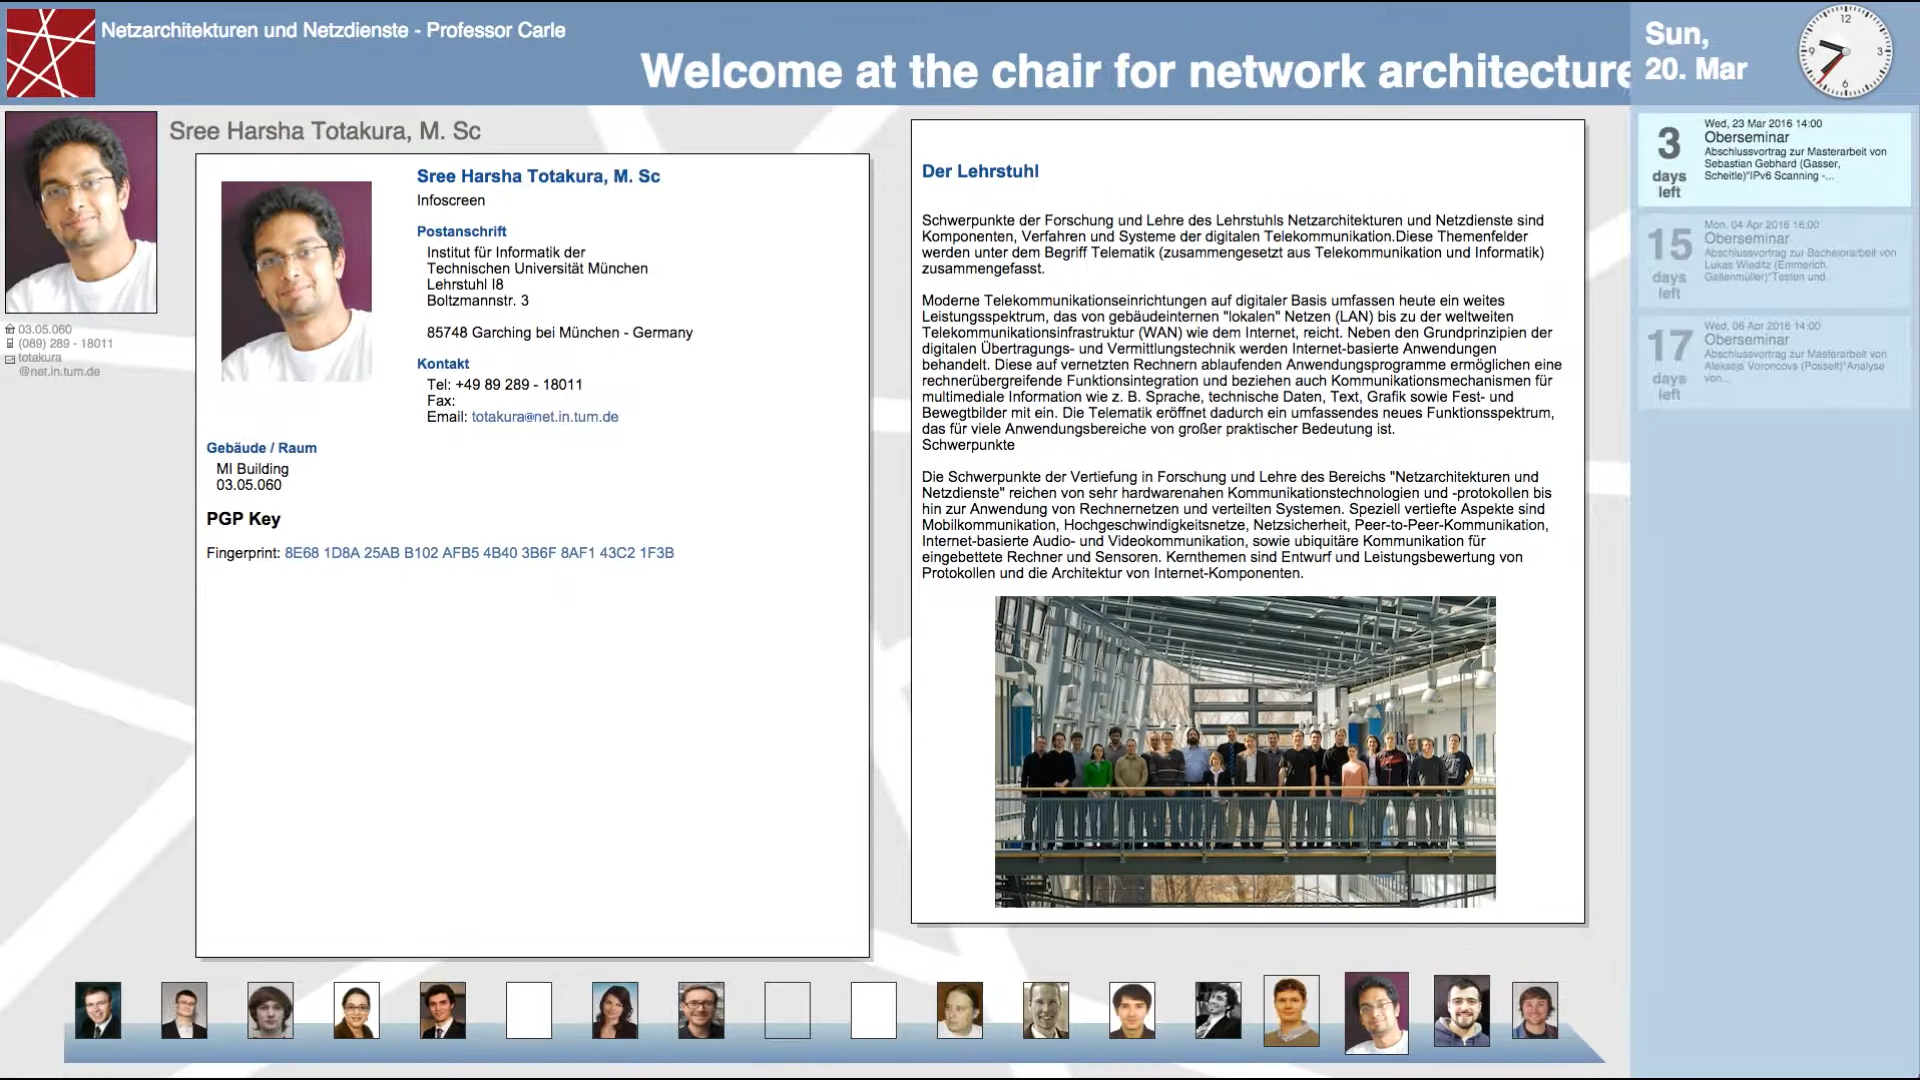 Netzarchitekturen und Netzdienste - Professor Carle
Welcome at the chair for network architecture
Sun,
20. Mar
12
3
6
9
Sree Harsha Totakura, M. Sc
03.05.060
(089) 289 - 18011
totakura
@net.in.tum.de
Sree Harsha Totakura, M. Sc
Infoscreen
Postanschrift
Institut für Informatik der
Technischen Universität München
Lehrstuhl I8
Boltzmannstr. 3
85748 Garching bei München - Germany
Kontakt
Tel: +49 89 289 - 18011
Fax:
Email: totakura@net.in.tum.de
Gebäude / Raum
MI Building
03.05.060
PGP Key
Fingerprint: 8E68 1D8A 25AB B102 AFB5 4B40 3B6F 8AF1 43C2 1F3B
Der Lehrstuhl
Schwerpunkte der Forschung und Lehre des Lehrstuhls Netzarchitekturen und Netzdienste sind
Komponenten, Verfahren und Systeme der digitalen Telekommunikation.Diese Themenfelder
werden unter dem Begriff Telematik (zusammengesetzt aus Telekommunikation und Informatik)
zusammengefasst.
Moderne Telekommunikationseinrichtungen auf digitaler Basis umfassen heute ein weites
Leistungsspektrum, das von gebäudeinternen "lokalen" Netzen (LAN) bis zu der weltweiten
Telekommunikationsinfrastruktur (WAN) wie dem Internet, reicht. Neben den Grundprinzipien der
digitalen Übertragungs- und Vermittlungstechnik werden Internet-basierte Anwendungen
behandelt. Diese auf vernetzten Rechnern ablaufenden Anwendungsprogramme ermöglichen eine
rechnerübergreifende Funktionsintegration und beziehen auch Kommunikationsmechanismen für
multimediale Information wie z. B. Sprache, technische Daten, Text, Grafik sowie Fest- und
Bewegtbilder mit ein. Die Telematik eröffnet dadurch ein umfassendes neues Funktionsspektrum,
das für viele Anwendungsbereiche von großer praktischer Bedeutung ist.
Schwerpunkte
Die Schwerpunkte der Vertiefung in Forschung und Lehre des Bereichs "Netzarchitekturen und
Netzdienste" reichen von sehr hardwarenahen Kommunikationstechnologien und -protokollen bis
hin zur Anwendung von Rechnernetzen und verteilten Systemen. Speziell vertiefte Aspekte sind
Mobilkommunikation, Hochgeschwindigkeitsnetze, Netzsicherheit, Peer-to-Peer-Kommunikation,
Internet-basierte Audio- und Videokommunikation, sowie ubiquitäre Kommunikation für
eingebettete Rechner und Sensoren. Kernthemen sind Entwurf und Leistungsbewertung von
Protokollen und die Architektur von Internet-Komponenten.
3
days
left
Wed, 23 Mar 2016 14:00
Oberseminar
Abschlussvortrag zur Masterarbeit von
Sebastian Gebhard (Gasser,
Scheitle)"IPv6 Scanning -...
15
days
left
Mon, 04 Apr 2016 16:00
Oberseminar
Abschlussvortrag zur Bachelorarbeit von
Lukas Wieditz (Emmerich,
Gallenmüller)"Testen und
17
days
left
Wed, 06 Apr 2016 14:00
Oberseminar
Abschlussvortrag zur Masterarbeit von
Aleksejs Voroncovs (Posselt)"Analyse
von...